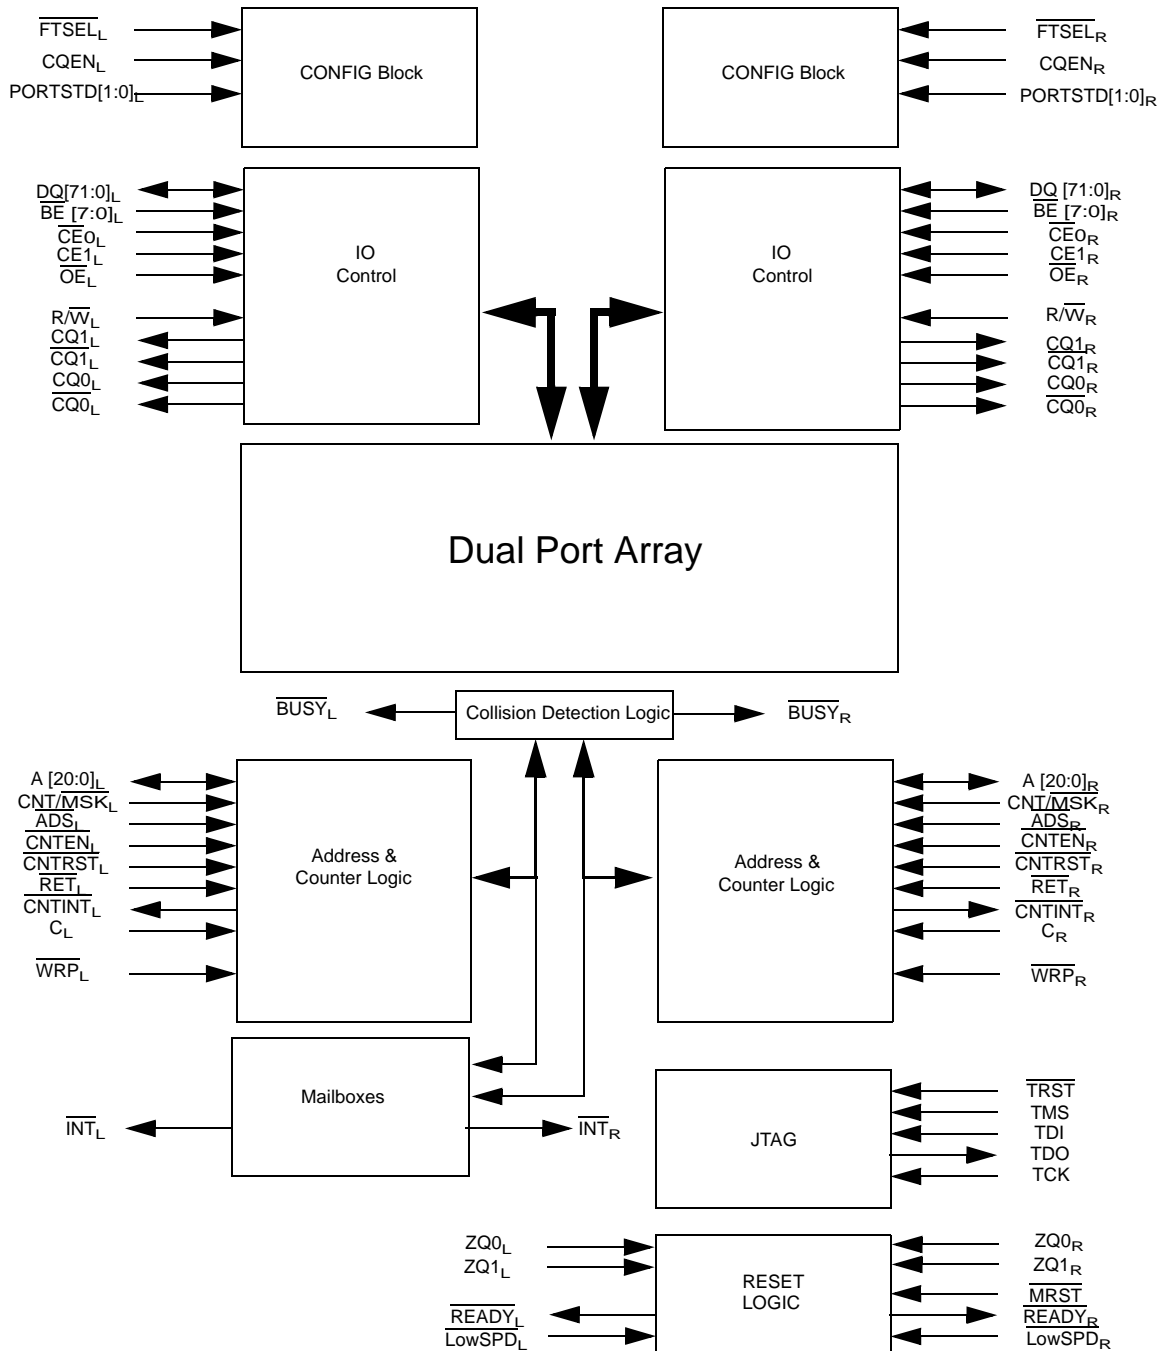 FTSEL_L
CQEN_L
PORTSTD[1:0]_L
CONFIG Block
CONFIG Block
FTSEL_R
CQEN_R
PORTSTD[1:0]_R
DQ[71:0]_L
BE [7:0]_L
CE0_L
CE1_L
OE_L
R/W_L
CQ1_L
CQ1_L
CQ0_L
CQ0_L
IO
Control
IO
Control
DQ [71:0]_R
BE [7:0]_R
CE0_R
CE1_R
OE_R
R/W_R
CQ1_R
CQ1_R
CQ0_R
CQ0_R
Dual Port Array
BUSY_L
Collision Detection Logic
BUSY_R
A [20:0]_L
CNT/MSK_L
ADS_L
CNTEN_L
CNTRST_L
RET_L
CNTINT_L
C_L
WRP_L
Address &
Counter Logic
Address &
Counter Logic
A [20:0]_R
CNT/MSK_R
ADS_R
CNTEN_R
CNTRST_R
RET_R
CNTINT_R
C_R
WRP_R
Mailboxes
INT_L
INT_R
JTAG
TRST
TMS
TDI
TDO
TCK
ZQ0_L
ZQ1_L
READY_L
LowSPD_L
RESET
LOGIC
ZQ0_R
ZQ1_R
MRST
READY_R
LowSPD_R